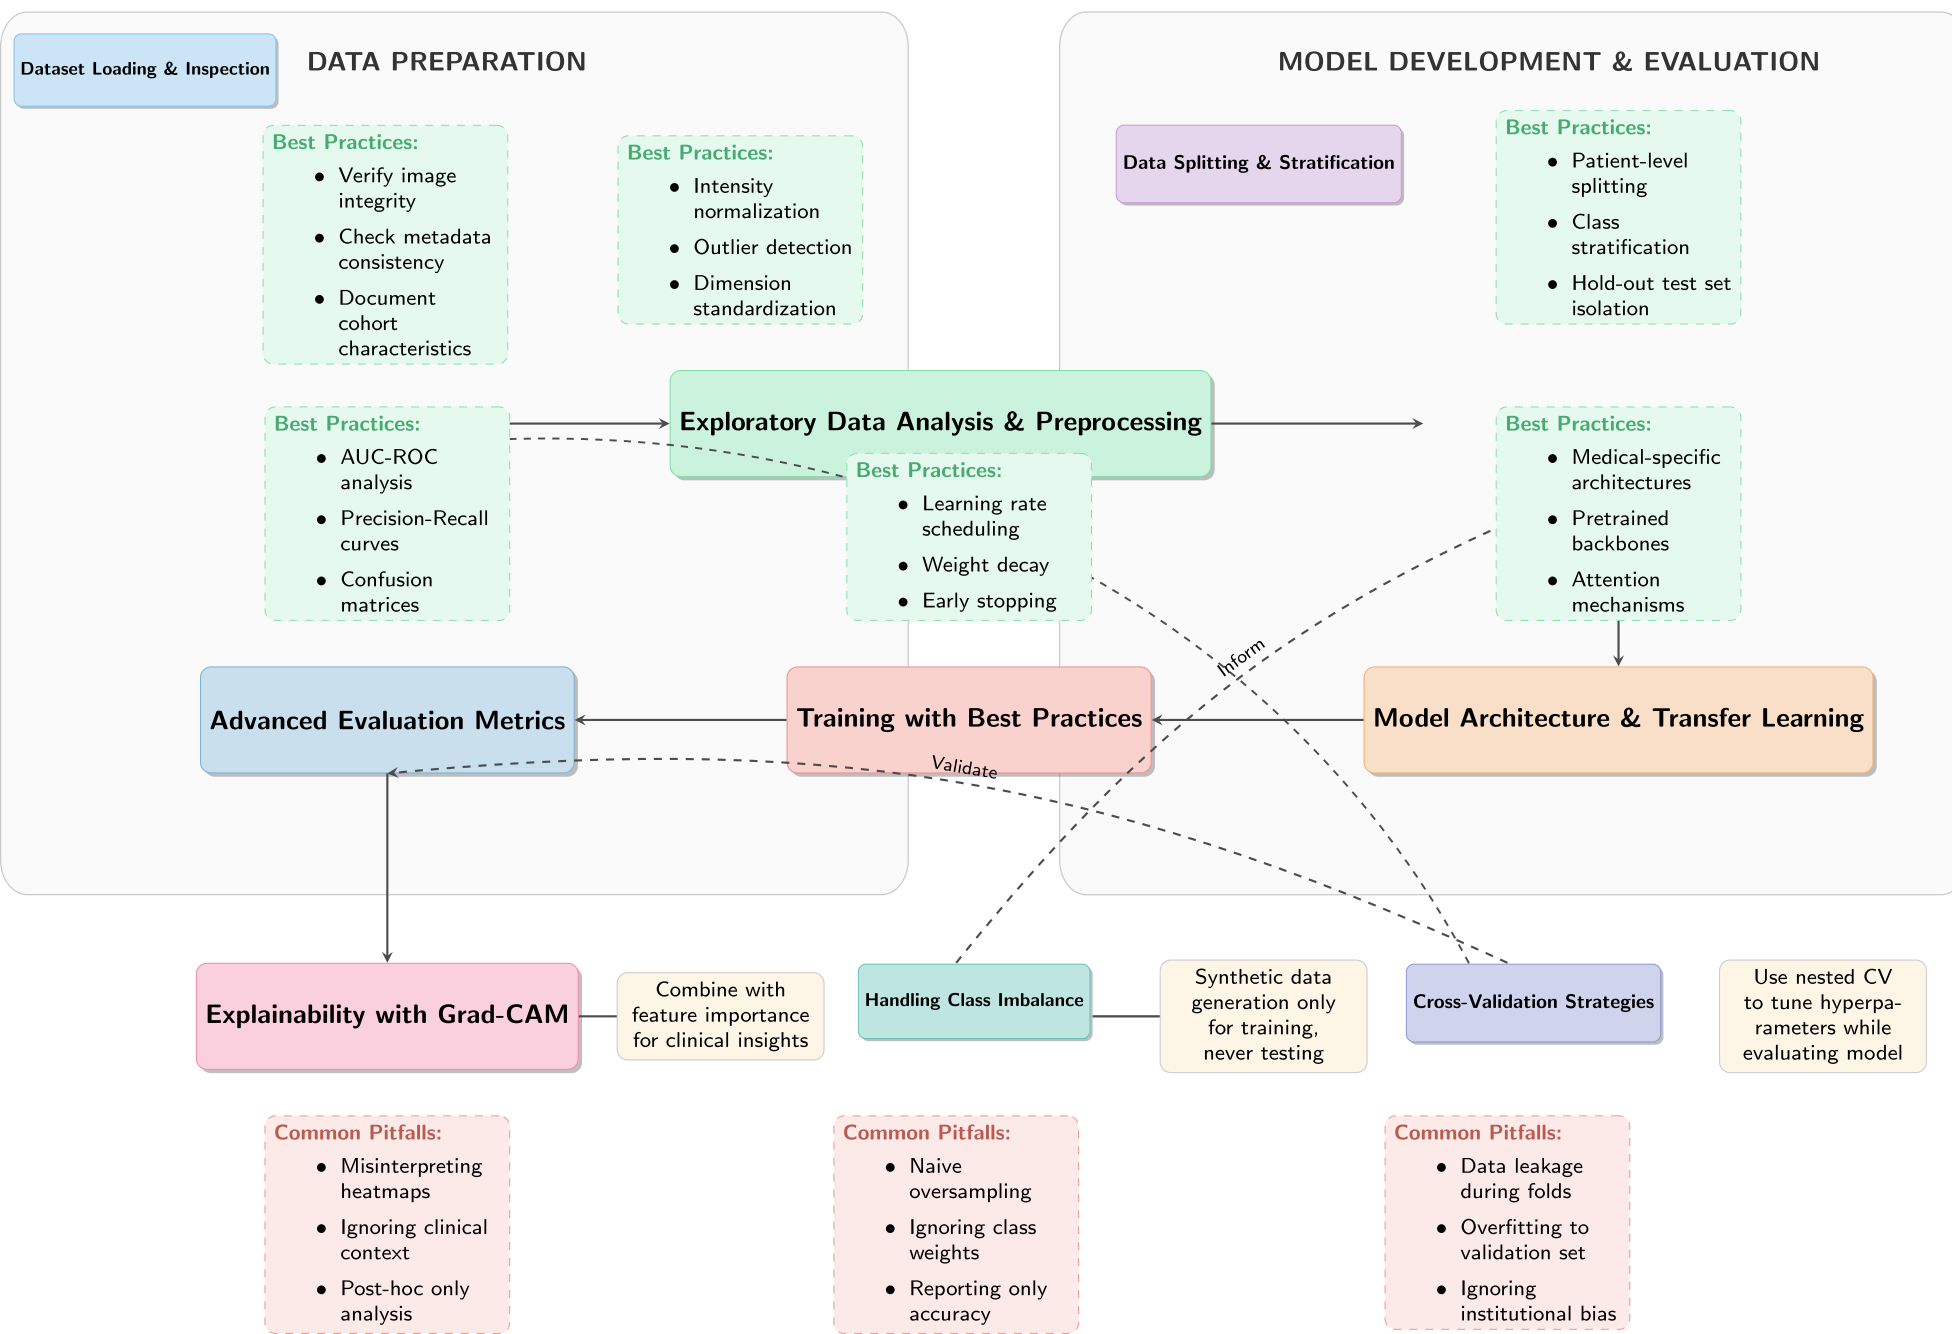 DATA PREPARATION
Dataset Loading & Inspection
Best Practices:
• Verify image
integrity
• Check metadata
consistency
• Document
cohort
characteristics
Best Practices:
• Intensity
normalization
• Outlier detection
• Dimension
standardization
MODEL DEVELOPMENT & EVALUATION
Data Splitting & Stratification
Best Practices:
• Patient-level
splitting
• Class
stratification
• Hold-out test set
isolation
Exploratory Data Analysis & Preprocessing
Best Practices:
• AUC-ROC
analysis
• Precision-Recall
curves
• Confusion
matrices
Best Practices:
• Learning rate
scheduling
• Weight decay
• Early stopping
Best Practices:
• Medical-specific
architectures
• Pretrained
backbones
• Attention
mechanisms
Inform
Advanced Evaluation Metrics
Training with Best Practices
Model Architecture & Transfer Learning
Validate
Explainability with Grad-CAM
Combine with
feature importance
for clinical insights
Handling Class Imbalance
Synthetic data
generation only
for training,
never testing
Cross-Validation Strategies
Use nested CV
to tune hyperpa-
rameters while
evaluating model
Common Pitfalls:
• Misinterpreting
heatmaps
• Ignoring clinical
context
• Post-hoc only
analysis
Common Pitfalls:
• Naive
oversampling
• Ignoring class
weights
• Reporting only
accuracy
Common Pitfalls:
• Data leakage
during folds
• Overfitting to
validation set
• Ignoring
institutional bias